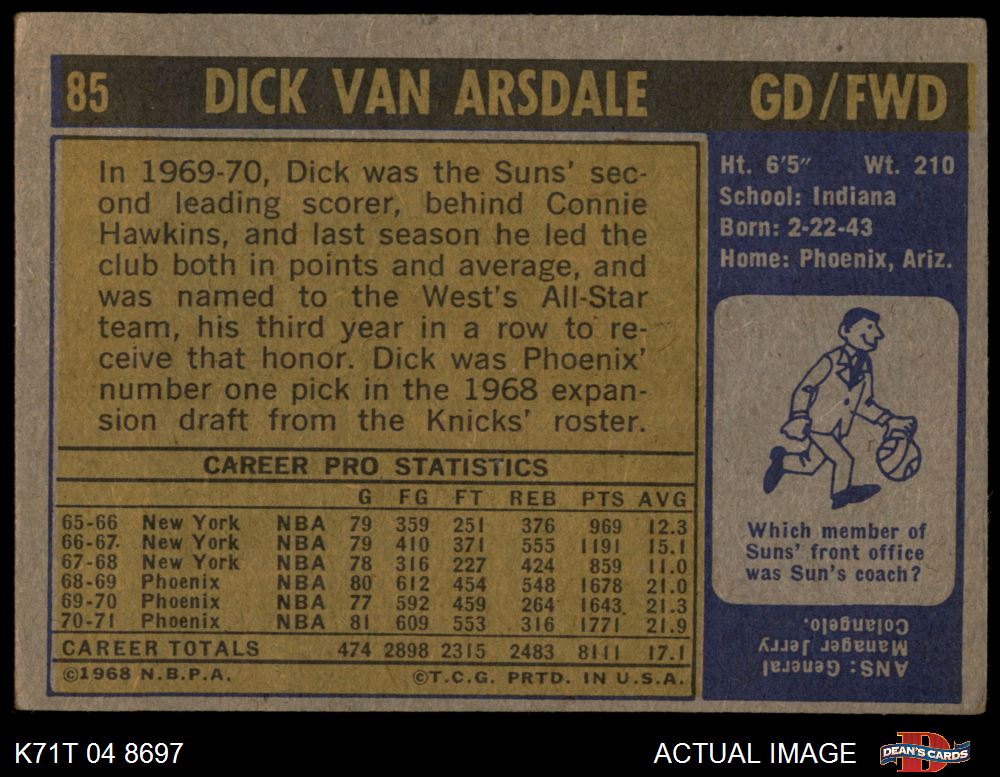 85 DICK VAN ARSDALE GD/FWD
In 1969-70, Dick was the Suns' sec-
ond leading scorer, behind Connie
Hawkins, and last season he led the
club both in points and average, and
was named to the West's All-Star
team, his third year in a row to re-
ceive that honor. Dick was Phoenix'
number one pick in the 1968 expan-
sion draft from the Knicks' roster.
CAREER PRO STATISTICS
G FG FT REB PTS AVG
65-66 New York NBA 79 359 251 376 969 12.3
66-67 New York NBA 79 410 371 555 1191 15.1
67-68 New York NBA 78 316 227 424 859 11.0
68-69 Phoenix NBA 80 612 454 548 1678 21.0
69-70 Phoenix NBA 77 592 459 264 1643 21.3
70-71 Phoenix NBA 81 609 553 316 1771 21.9
CAREER TOTALS 474 2898 2315 2483 8111 17.1
©1968 N.B.P.A. ©T.C.G. PRTD. IN U.S.A.
Ht. 6'5" Wt. 210
School: Indiana
Born: 2-22-43
Home: Phoenix, Ariz.
Which member of
Suns' front office
was Sun's coach?
ANS: General
Manager Jerry
Colangelo.
K71T 04 8697
ACTUAL IMAGE
DEAN'S CARDS